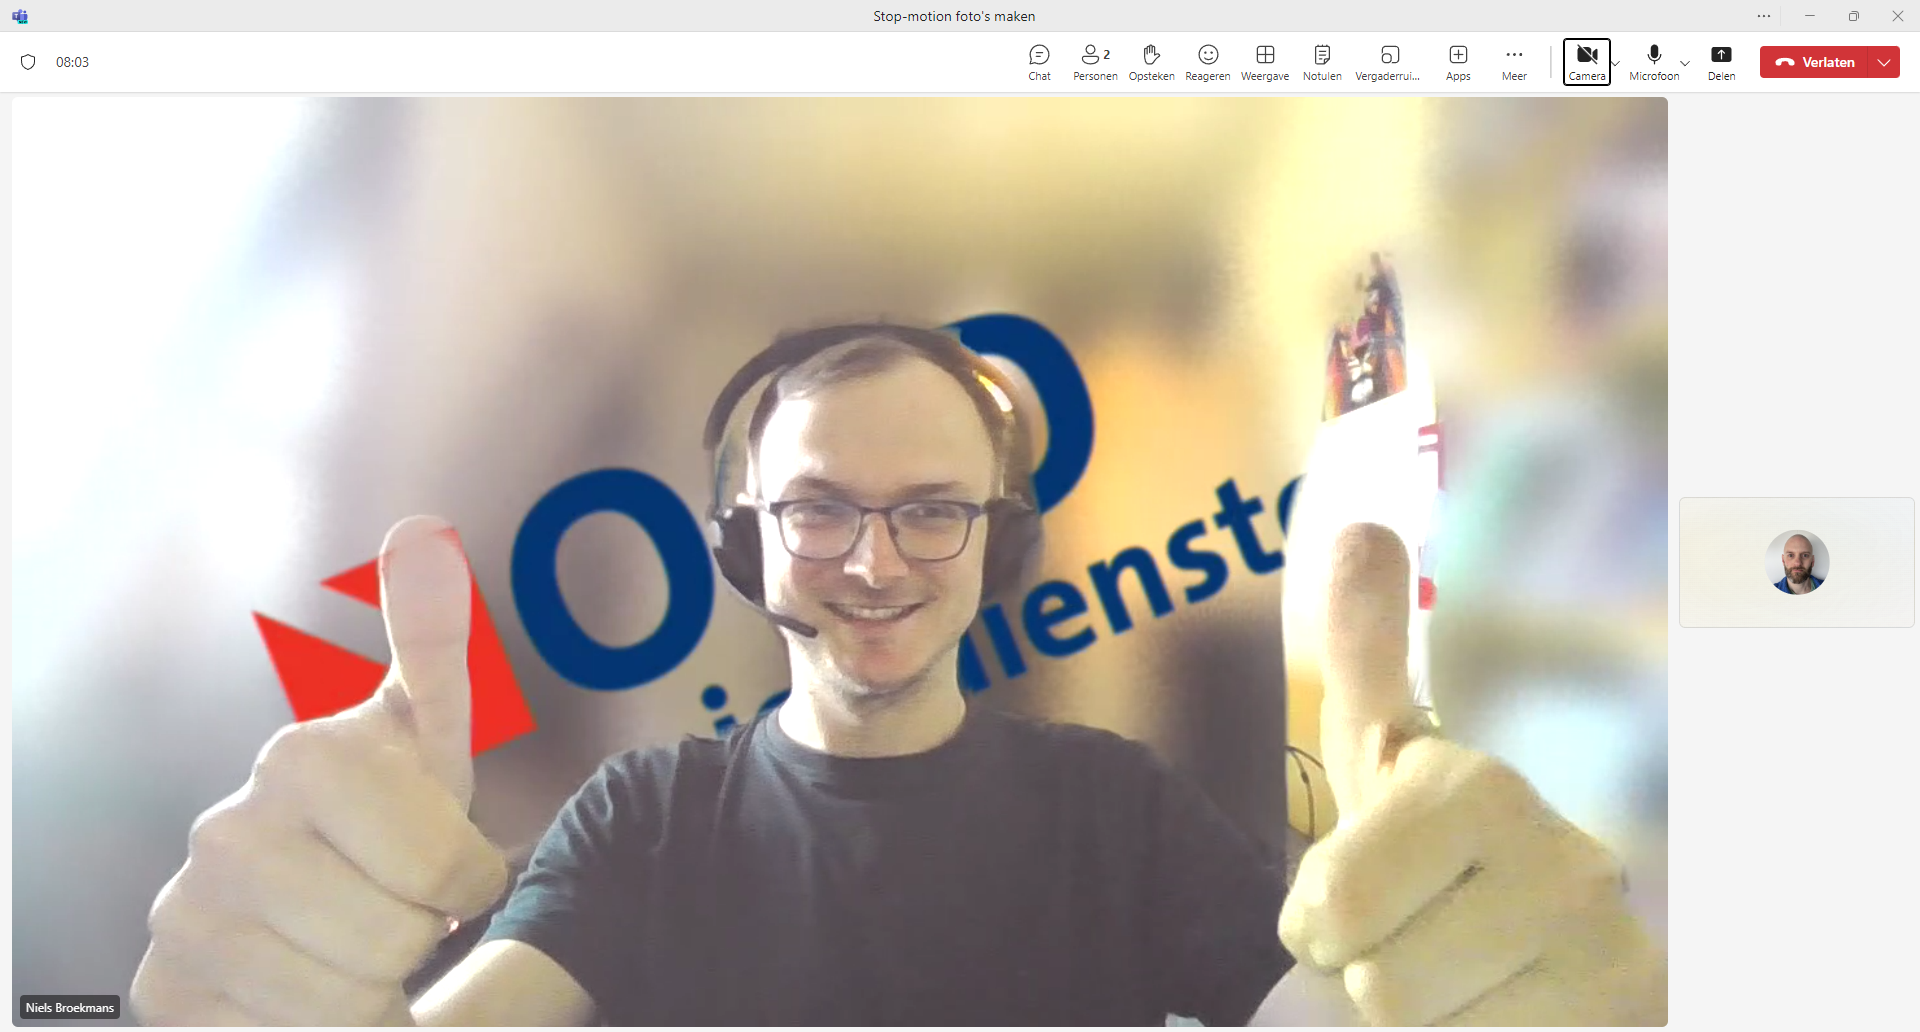 Stop-motion foto's maken
08:03
Chat
Personen 2
Opsteken
Reageren
Weergave
Notulen
Vergaderrui...
Apps
Meer
Camera
Microfoon
Delen
Verlaten
Niels Broekmans